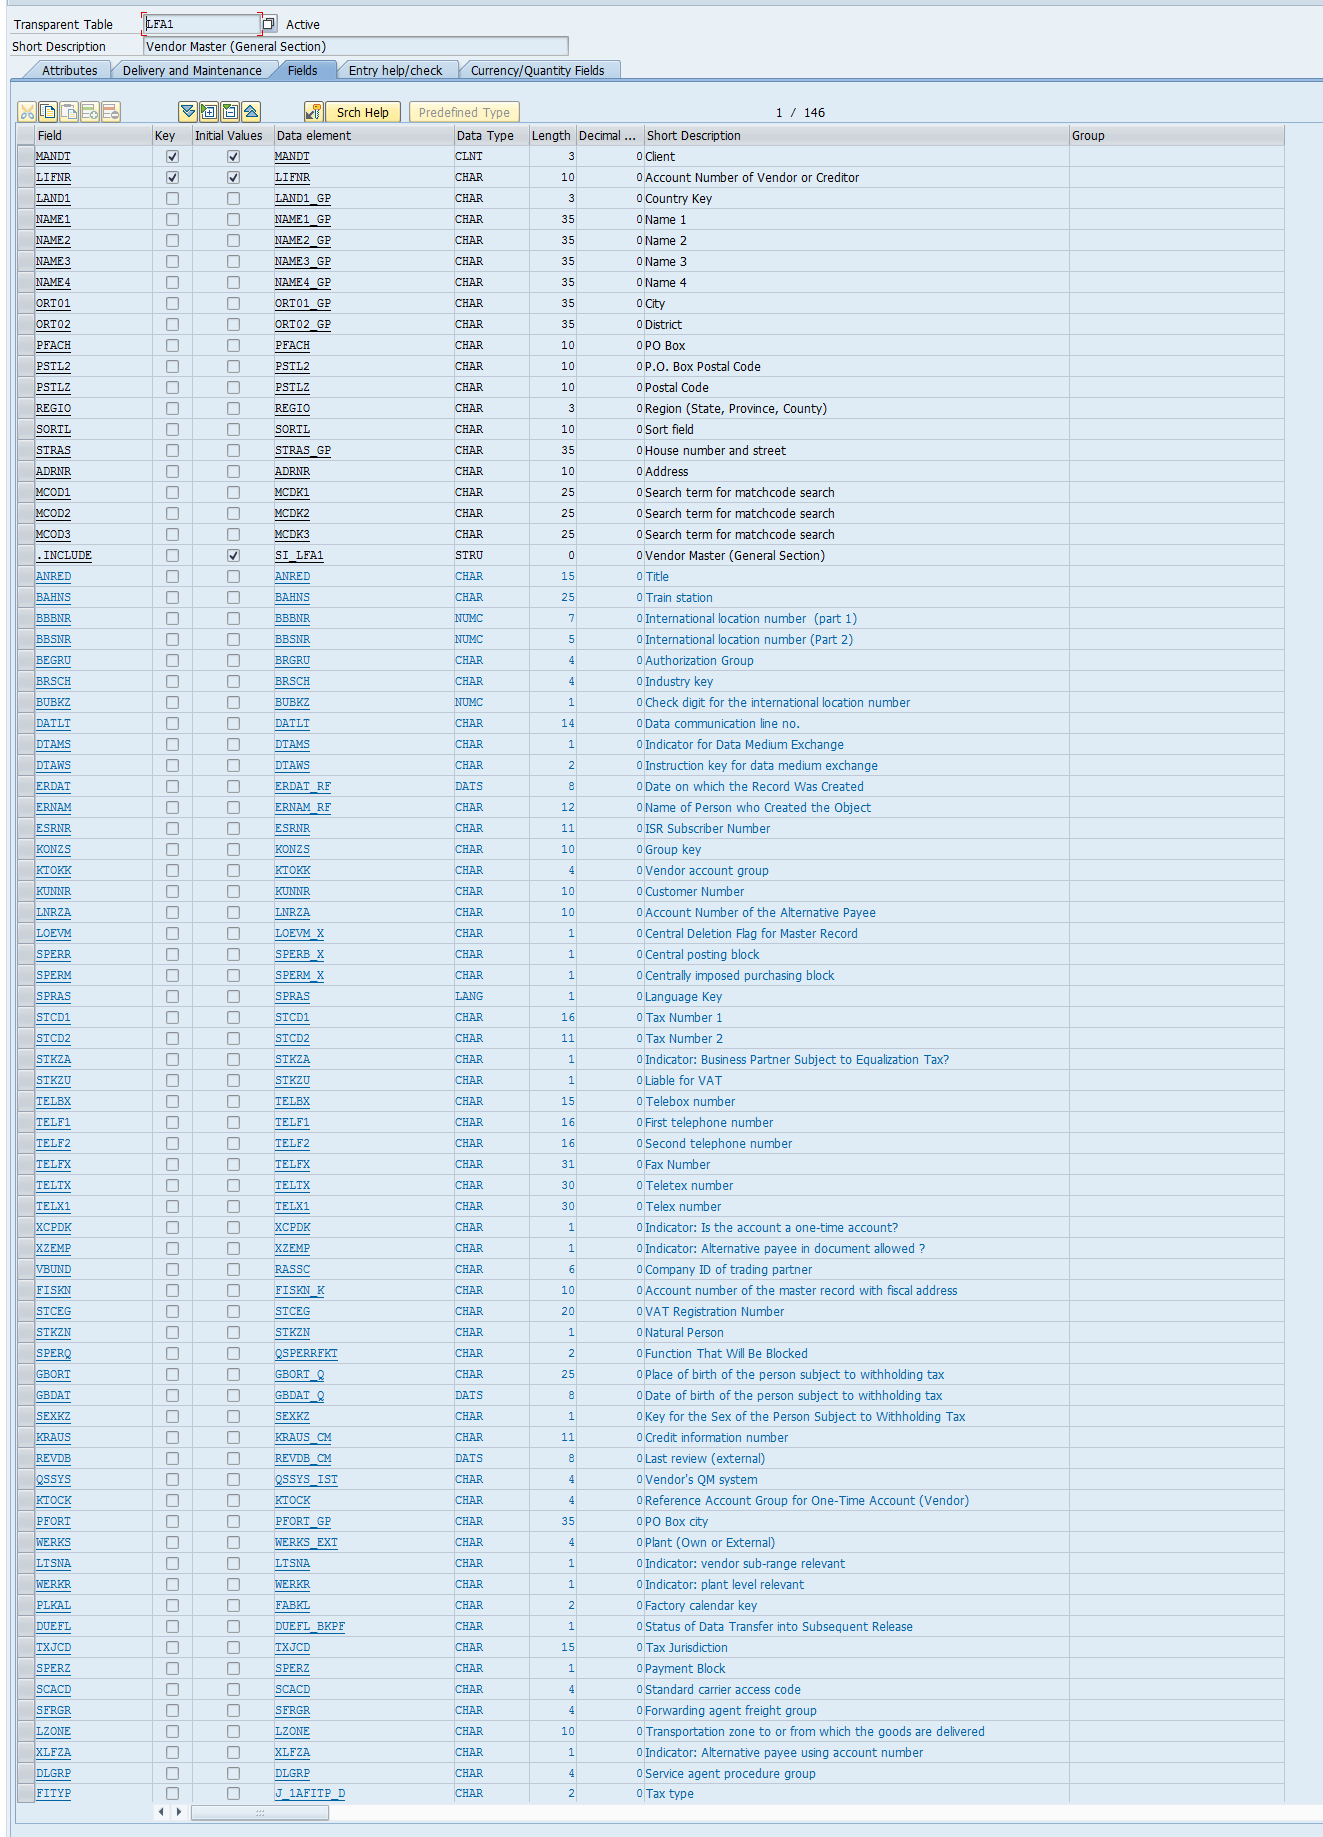 Transparent Table LFA1 Active
Short Description Vendor Master (General Section)
Attributes Delivery and Maintenance Fields Entry help/check Currency/Quantity Fields
Srch Help Predefined Type 1 / 146
Field Key Initial Values Data element Data Type Length Decimal ... Short Description Group
MANDT MANDT CLNT 3 0 Client
LIFNR LIFNR CHAR 10 0 Account Number of Vendor or Creditor
LAND1 LAND1_GP CHAR 3 0 Country Key
NAME1 NAME1_GP CHAR 35 0 Name 1
NAME2 NAME2_GP CHAR 35 0 Name 2
NAME3 NAME3_GP CHAR 35 0 Name 3
NAME4 NAME4_GP CHAR 35 0 Name 4
ORT01 ORT01_GP CHAR 35 0 City
ORT02 ORT02_GP CHAR 35 0 District
PFACH PFACH CHAR 10 0 PO Box
PSTL2 PSTL2 CHAR 10 0 P.O. Box Postal Code
PSTLZ PSTLZ CHAR 10 0 Postal Code
REGIO REGIO CHAR 3 0 Region (State, Province, County)
SORTL SORTL CHAR 10 0 Sort field
STRAS STRAS_GP CHAR 35 0 House number and street
ADRNR ADRNR CHAR 10 0 Address
MCOD1 MCDK1 CHAR 25 0 Search term for matchcode search
MCOD2 MCDK2 CHAR 25 0 Search term for matchcode search
MCOD3 MCDK3 CHAR 25 0 Search term for matchcode search
.INCLUDE SI_LFA1 STRU 0 0 Vendor Master (General Section)
ANRED ANRED CHAR 15 0 Title
BAHNS BAHNS CHAR 25 0 Train station
BBBNR BBBNR NUMC 7 0 International location number  (part 1)
BBSNR BBSNR NUMC 5 0 International location number (Part 2)
BEGRU BRGRU CHAR 4 0 Authorization Group
BRSCH BRSCH CHAR 4 0 Industry key
BUBKZ BUBKZ NUMC 1 0 Check digit for the international location number
DATLT DATLT CHAR 14 0 Data communication line no.
DTAMS DTAMS CHAR 1 0 Indicator for Data Medium Exchange
DTAWS DTAWS CHAR 2 0 Instruction key for data medium exchange
ERDAT ERDAT_RF DATS 8 0 Date on which the Record Was Created
ERNAM ERNAM_RF CHAR 12 0 Name of Person who Created the Object
ESRNR ESRNR CHAR 11 0 ISR Subscriber Number
KONZS KONZS CHAR 10 0 Group key
KTOKK KTOKK CHAR 4 0 Vendor account group
KUNNR KUNNR CHAR 10 0 Customer Number
LNRZA LNRZA CHAR 10 0 Account Number of the Alternative Payee
LOEVM LOEVM_X CHAR 1 0 Central Deletion Flag for Master Record
SPERR SPERB_X CHAR 1 0 Central posting block
SPERM SPERM_X CHAR 1 0 Centrally imposed purchasing block
SPRAS SPRAS LANG 1 0 Language Key
STCD1 STCD1 CHAR 16 0 Tax Number 1
STCD2 STCD2 CHAR 11 0 Tax Number 2
STKZA STKZA CHAR 1 0 Indicator: Business Partner Subject to Equalization Tax?
STKZU STKZU CHAR 1 0 Liable for VAT
TELBX TELBX CHAR 15 0 Telebox number
TELF1 TELF1 CHAR 16 0 First telephone number
TELF2 TELF2 CHAR 16 0 Second telephone number
TELFX TELFX CHAR 31 0 Fax Number
TELTX TELTX CHAR 30 0 Teletex number
TELX1 TELX1 CHAR 30 0 Telex number
XCPDK XCPDK CHAR 1 0 Indicator: Is the account a one-time account?
XZEMP XZEMP CHAR 1 0 Indicator: Alternative payee in document allowed ?
VBUND RASSC CHAR 6 0 Company ID of trading partner
FISKN FISKN_K CHAR 10 0 Account number of the master record with fiscal address
STCEG STCEG CHAR 20 0 VAT Registration Number
STKZN STKZN CHAR 1 0 Natural Person
SPERQ QSPERRFKT CHAR 2 0 Function That Will Be Blocked
GBORT GBORT_Q CHAR 25 0 Place of birth of the person subject to withholding tax
GBDAT GBDAT_Q DATS 8 0 Date of birth of the person subject to withholding tax
SEXKZ SEXKZ CHAR 1 0 Key for the Sex of the Person Subject to Withholding Tax
KRAUS KRAUS_CM CHAR 11 0 Credit information number
REVDB REVDB_CM DATS 8 0 Last review (external)
QSSYS QSSYS_IST CHAR 4 0 Vendor's QM system
KTOCK KTOCK CHAR 4 0 Reference Account Group for One-Time Account (Vendor)
PFORT PFORT_GP CHAR 35 0 PO Box city
WERKS WERKS_EXT CHAR 4 0 Plant (Own or External)
LTSNA LTSNA CHAR 1 0 Indicator: vendor sub-range relevant
WERKR WERKR CHAR 1 0 Indicator: plant level relevant
PLKAL FABKL CHAR 2 0 Factory calendar key
DUEFL DUEFL_BKPF CHAR 1 0 Status of Data Transfer into Subsequent Release
TXJCD TXJCD CHAR 15 0 Tax Jurisdiction
SPERZ SPERZ CHAR 1 0 Payment Block
SCACD SCACD CHAR 4 0 Standard carrier access code
SFRGR SFRGR CHAR 4 0 Forwarding agent freight group
LZONE LZONE CHAR 10 0 Transportation zone to or from which the goods are delivered
XLFZA XLFZA CHAR 1 0 Indicator: Alternative payee using account number
DLGRP DLGRP CHAR 4 0 Service agent procedure group
FITYP J_1AFITP_D CHAR 2 0 Tax type